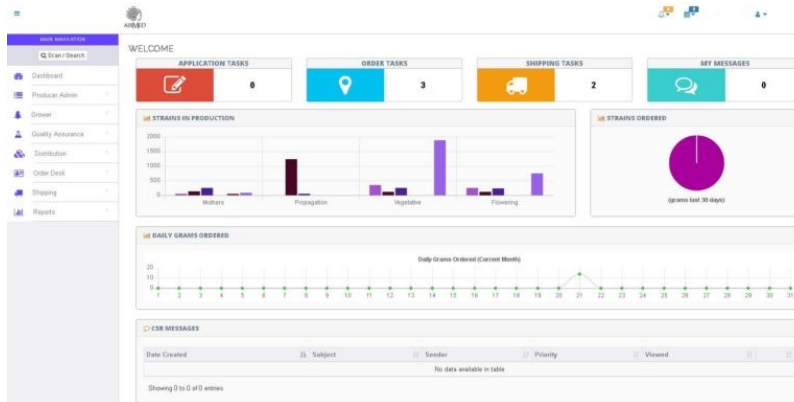 MAIN NAVIGATION
Scan / Search
Dashboard
Producer Admin
Grower
Quality Assurance
Distribution
Order Desk
Shipping
Reports
WELCOME
APPLICATION TASKS
0
ORDER TASKS
3
SHIPPING TASKS
2
MY MESSAGES
0
STRAINS IN PRODUCTION
2000
1500
1000
500
0
Mothers Propagation Vegetative Flowering
STRAINS ORDERED
(grams last 30 days)
DAILY GRAMS ORDERED
Daily Grams Ordered (Current Month)
20
10
0
1 2 3 4 5 6 7 8 9 10 11 12 13 14 15 16 17 18 19 20 21 22 23 24 25 26 27 28 29 30 31
CSR MESSAGES
Date Created Subject Sender Priority Viewed
No data available in table
Showing 0 to 0 of 0 entries